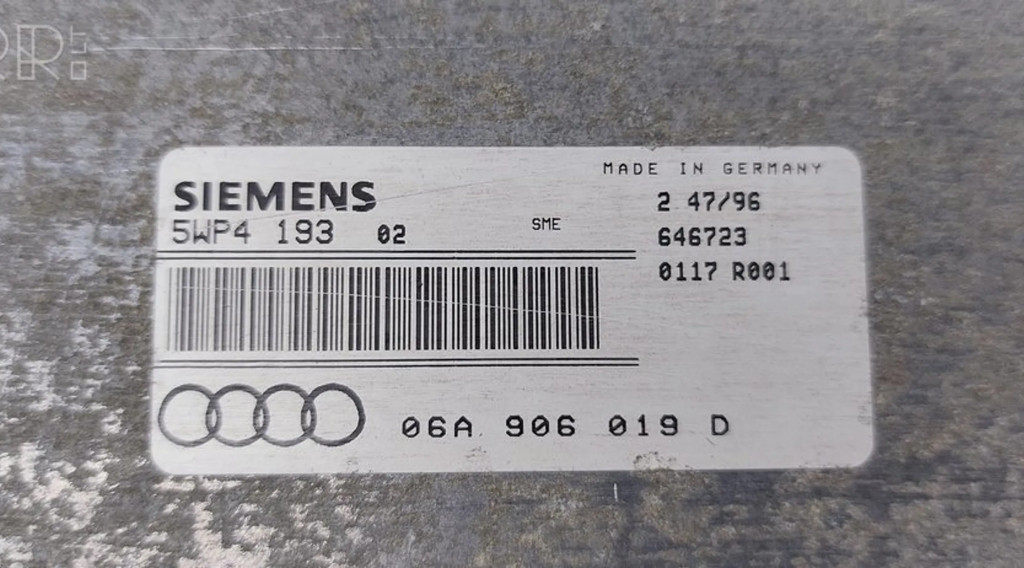 SIEMENS
5WP4 193 02
SME
MADE IN GERMANY
2 47/96
646723
0117 R001
06A 906 019 D